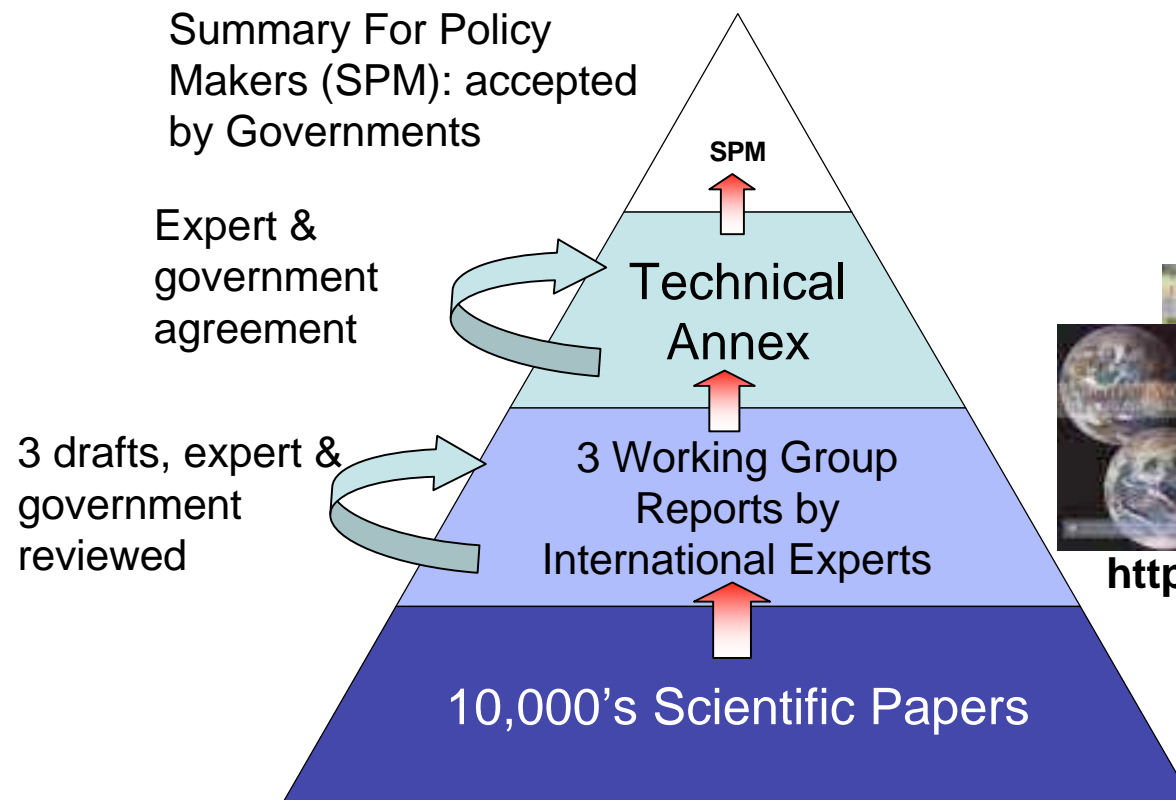 Summary For Policy
Makers (SPM): accepted
by Governments
SPM
Expert &
government
agreement
Technical
Annex
3 drafts, expert &
government
reviewed
3 Working Group
Reports by
International Experts
http
10,000's Scientific Papers